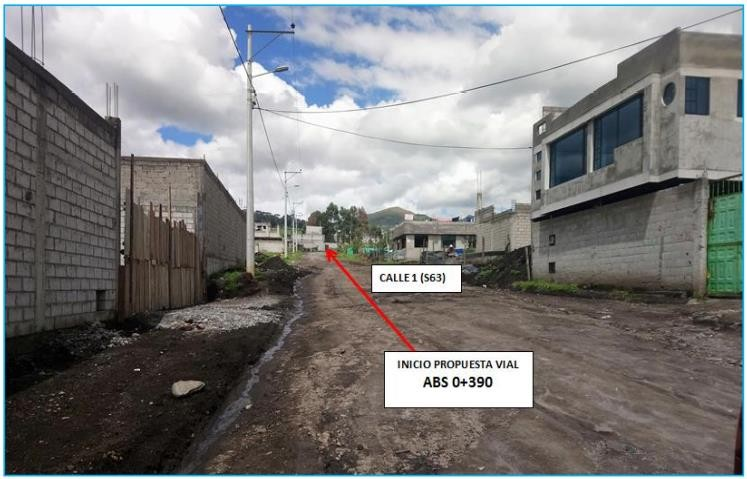 CALLE 1 (S63)
INICIO PROPUESTA VIAL
ABS 0+390